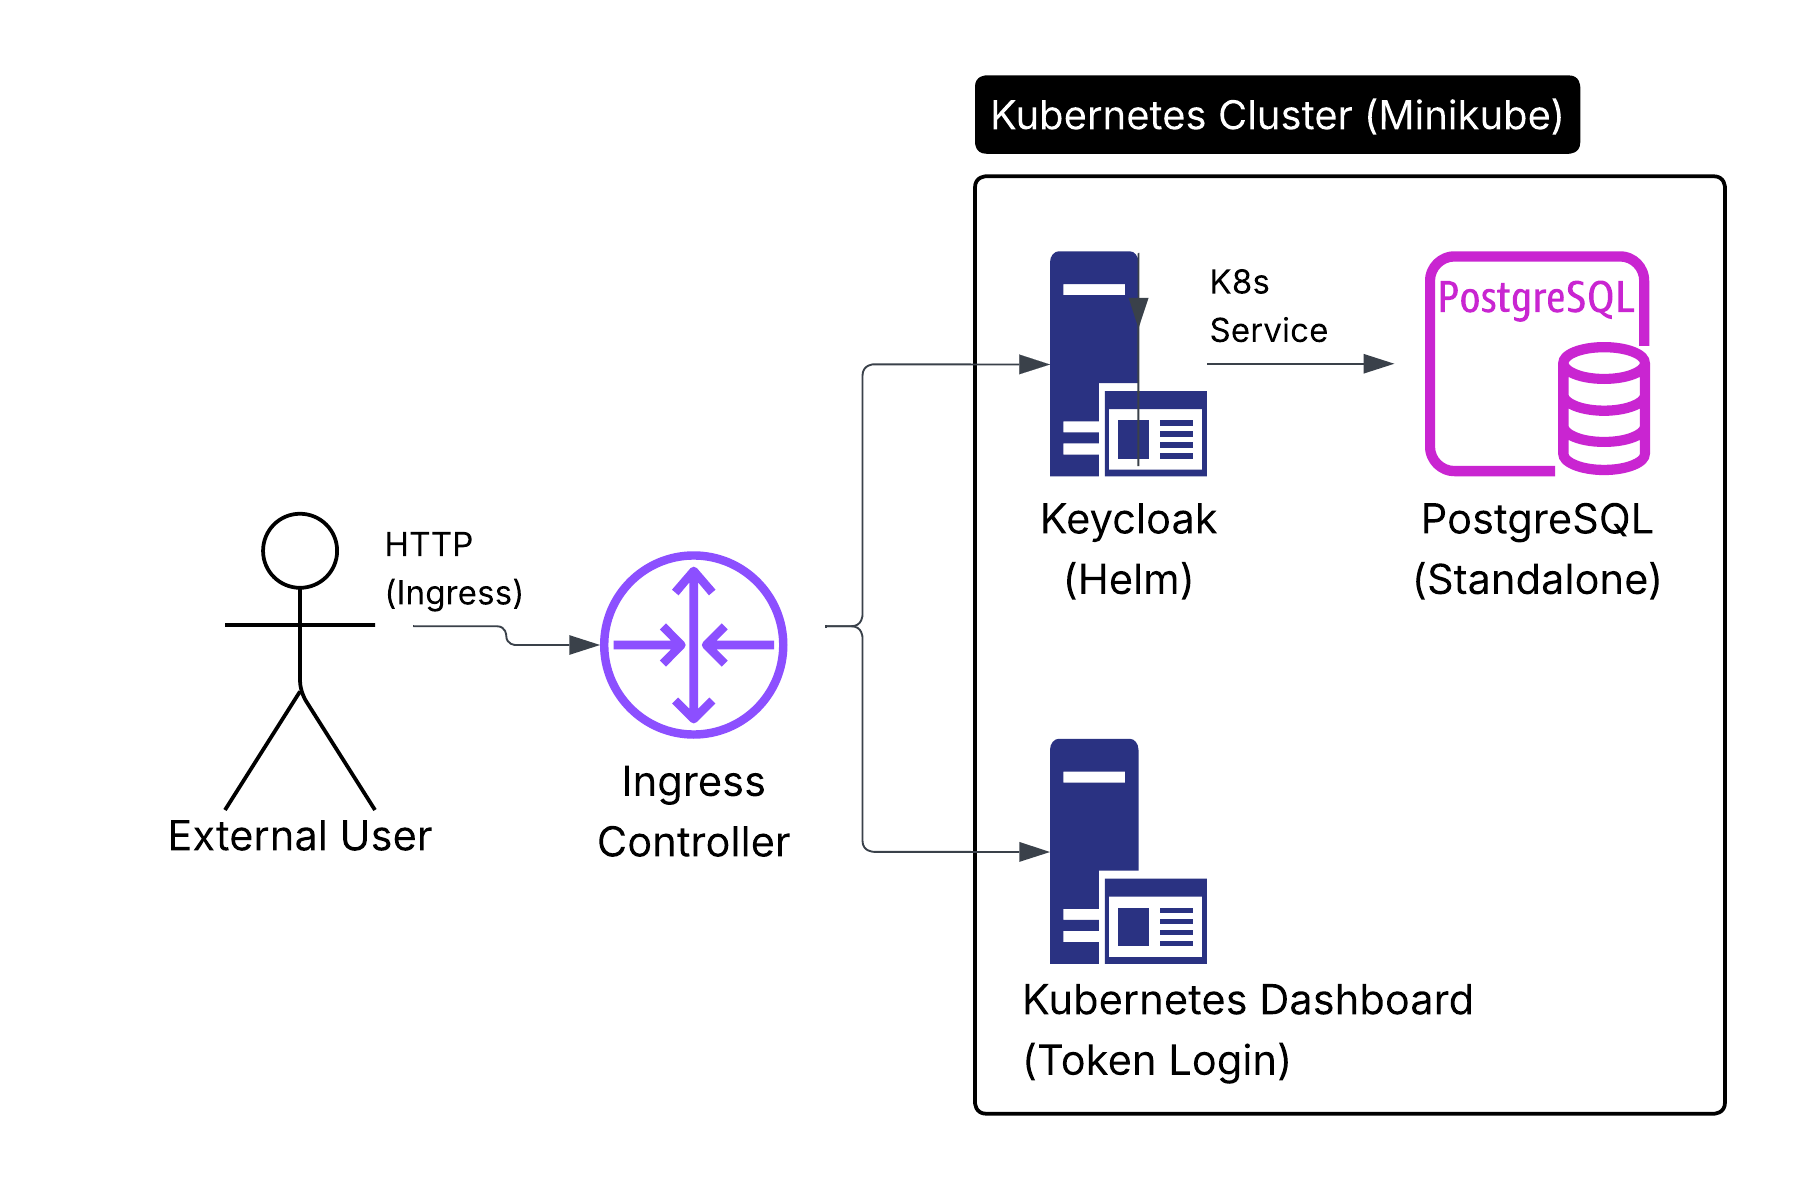 Kubernetes Cluster (Minikube)
K8s
Service
PostgreSQL
Keycloak
(Helm)
PostgreSQL
(Standalone)
HTTP
(Ingress)
External User
Ingress
Controller
Kubernetes Dashboard
(Token Login)